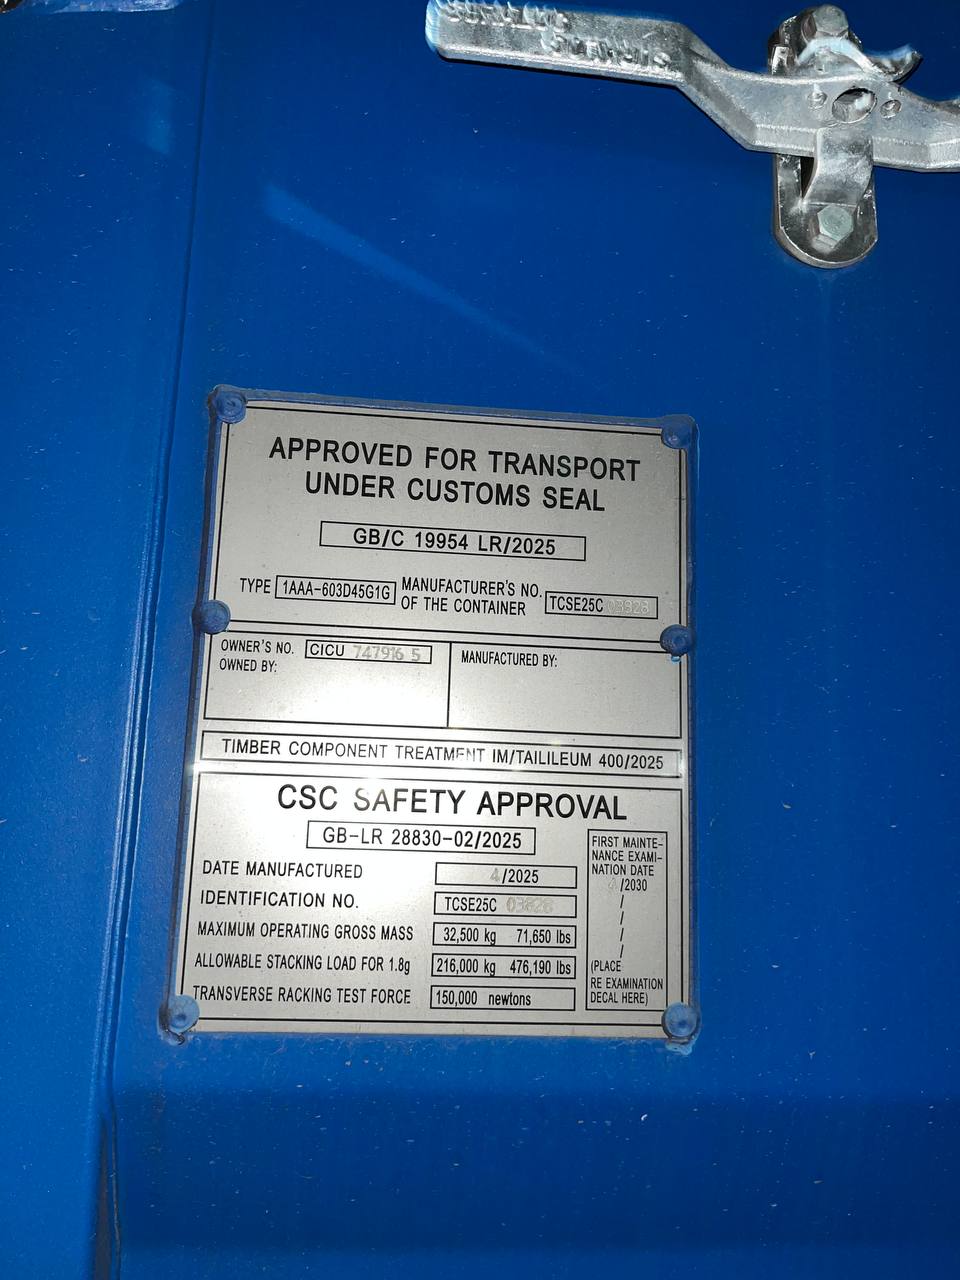 APPROVED FOR TRANSPORT
UNDER CUSTOMS SEAL
GB/C 19954 LR/2025
TYPE 1AAA-603D45G1G MANUFACTURER'S NO. OF THE CONTAINER TCSE25C
OWNER'S NO. CICU 747916 5
OWNED BY:
MANUFACTURED BY:
TIMBER COMPONENT TREATMENT IM/TAILILEUM 400/2025
CSC SAFETY APPROVAL
GB-LR 28830-02/2025
DATE MANUFACTURED 4/2025
IDENTIFICATION NO. TCSE25C
MAXIMUM OPERATING GROSS MASS 32,500 kg 71,650 lbs
ALLOWABLE STACKING LOAD FOR 1.8g 216,000 kg 476,190 lbs
TRANSVERSE RACKING TEST FORCE 150,000 newtons
FIRST MAINTE-
NANCE EXAMI-
NATION DATE
/2030
/
/
/
/
(PLACE
RE EXAMINATION
DECAL HERE)